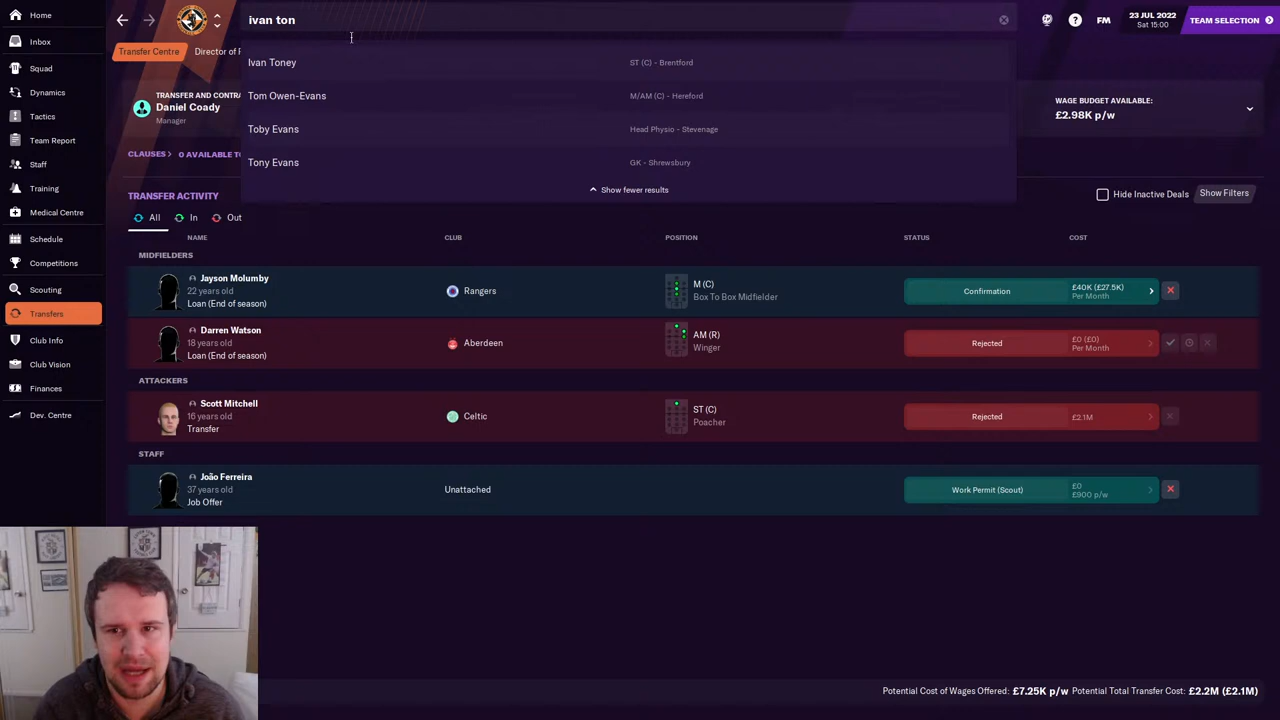 Home
Inbox
Squad
Dynamics
Tactics
Team Report
Staff
Training
Medical Centre
Schedule
Competitions
Scouting
Transfers
Club Info
Club Vision
Finances
Dev. Centre
ivan ton
FM
23 JUL 2022
Sat 15:00
TEAM SELECTION
Transfer Centre
Director of
Ivan Toney ST (C) - Brentford
Tom Owen-Evans M/AM (C) - Hereford
Toby Evans Head Physio - Stevenage
Tony Evans GK - Shrewsbury
Show fewer results
TRANSFER AND CONTRA
Daniel Coady
Manager
WAGE BUDGET AVAILABLE:
£2.98K p/w
CLAUSES
0 AVAILABLE T
TRANSFER ACTIVITY
Hide Inactive Deals
Show Filters
All In Out
NAME CLUB POSITION STATUS COST
MIDFIELDERS
Jayson Molumby
22 years old
Loan (End of season)
Rangers
M (C)
Box To Box Midfielder
Confirmation
£40K (£27.5K)
Per Month
Darren Watson
18 years old
Loan (End of season)
Aberdeen
AM (R)
Winger
Rejected
£0 (£0)
Per Month
ATTACKERS
Scott Mitchell
16 years old
Transfer
Celtic
ST (C)
Poacher
Rejected
£2.1M
STAFF
João Ferreira
37 years old
Job Offer
Unattached
Work Permit (Scout)
£0
£900 p/w
Potential Cost of Wages Offered: £7.25K p/w Potential Total Transfer Cost: £2.2M (£2.1M)